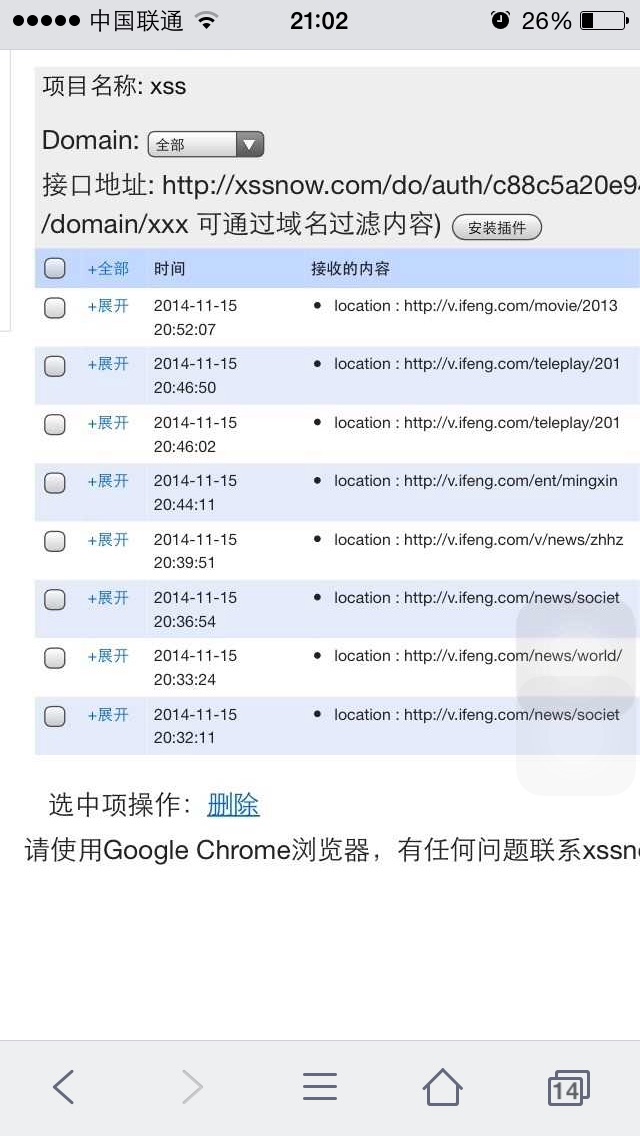 中国联通 21:02 26%
项目名称: xss
Domain: 全部
接口地址: http://xssnow.com/do/auth/c88c5a20e9
/domain/xxx 可通过域名过滤内容) 安装插件
+全部 时间 接收的内容
+展开 2014-11-15 20:52:07 • location : http://v.ifeng.com/movie/2013
+展开 2014-11-15 20:46:50 • location : http://v.ifeng.com/teleplay/201
+展开 2014-11-15 20:46:02 • location : http://v.ifeng.com/teleplay/201
+展开 2014-11-15 20:44:11 • location : http://v.ifeng.com/ent/mingxin
+展开 2014-11-15 20:39:51 • location : http://v.ifeng.com/v/news/zhhz
+展开 2014-11-15 20:36:54 • location : http://v.ifeng.com/news/societ
+展开 2014-11-15 20:33:24 • location : http://v.ifeng.com/news/world/
+展开 2014-11-15 20:32:11 • location : http://v.ifeng.com/news/societ
选中项操作：删除
请使用Google Chrome浏览器，有任何问题联系xssn
14